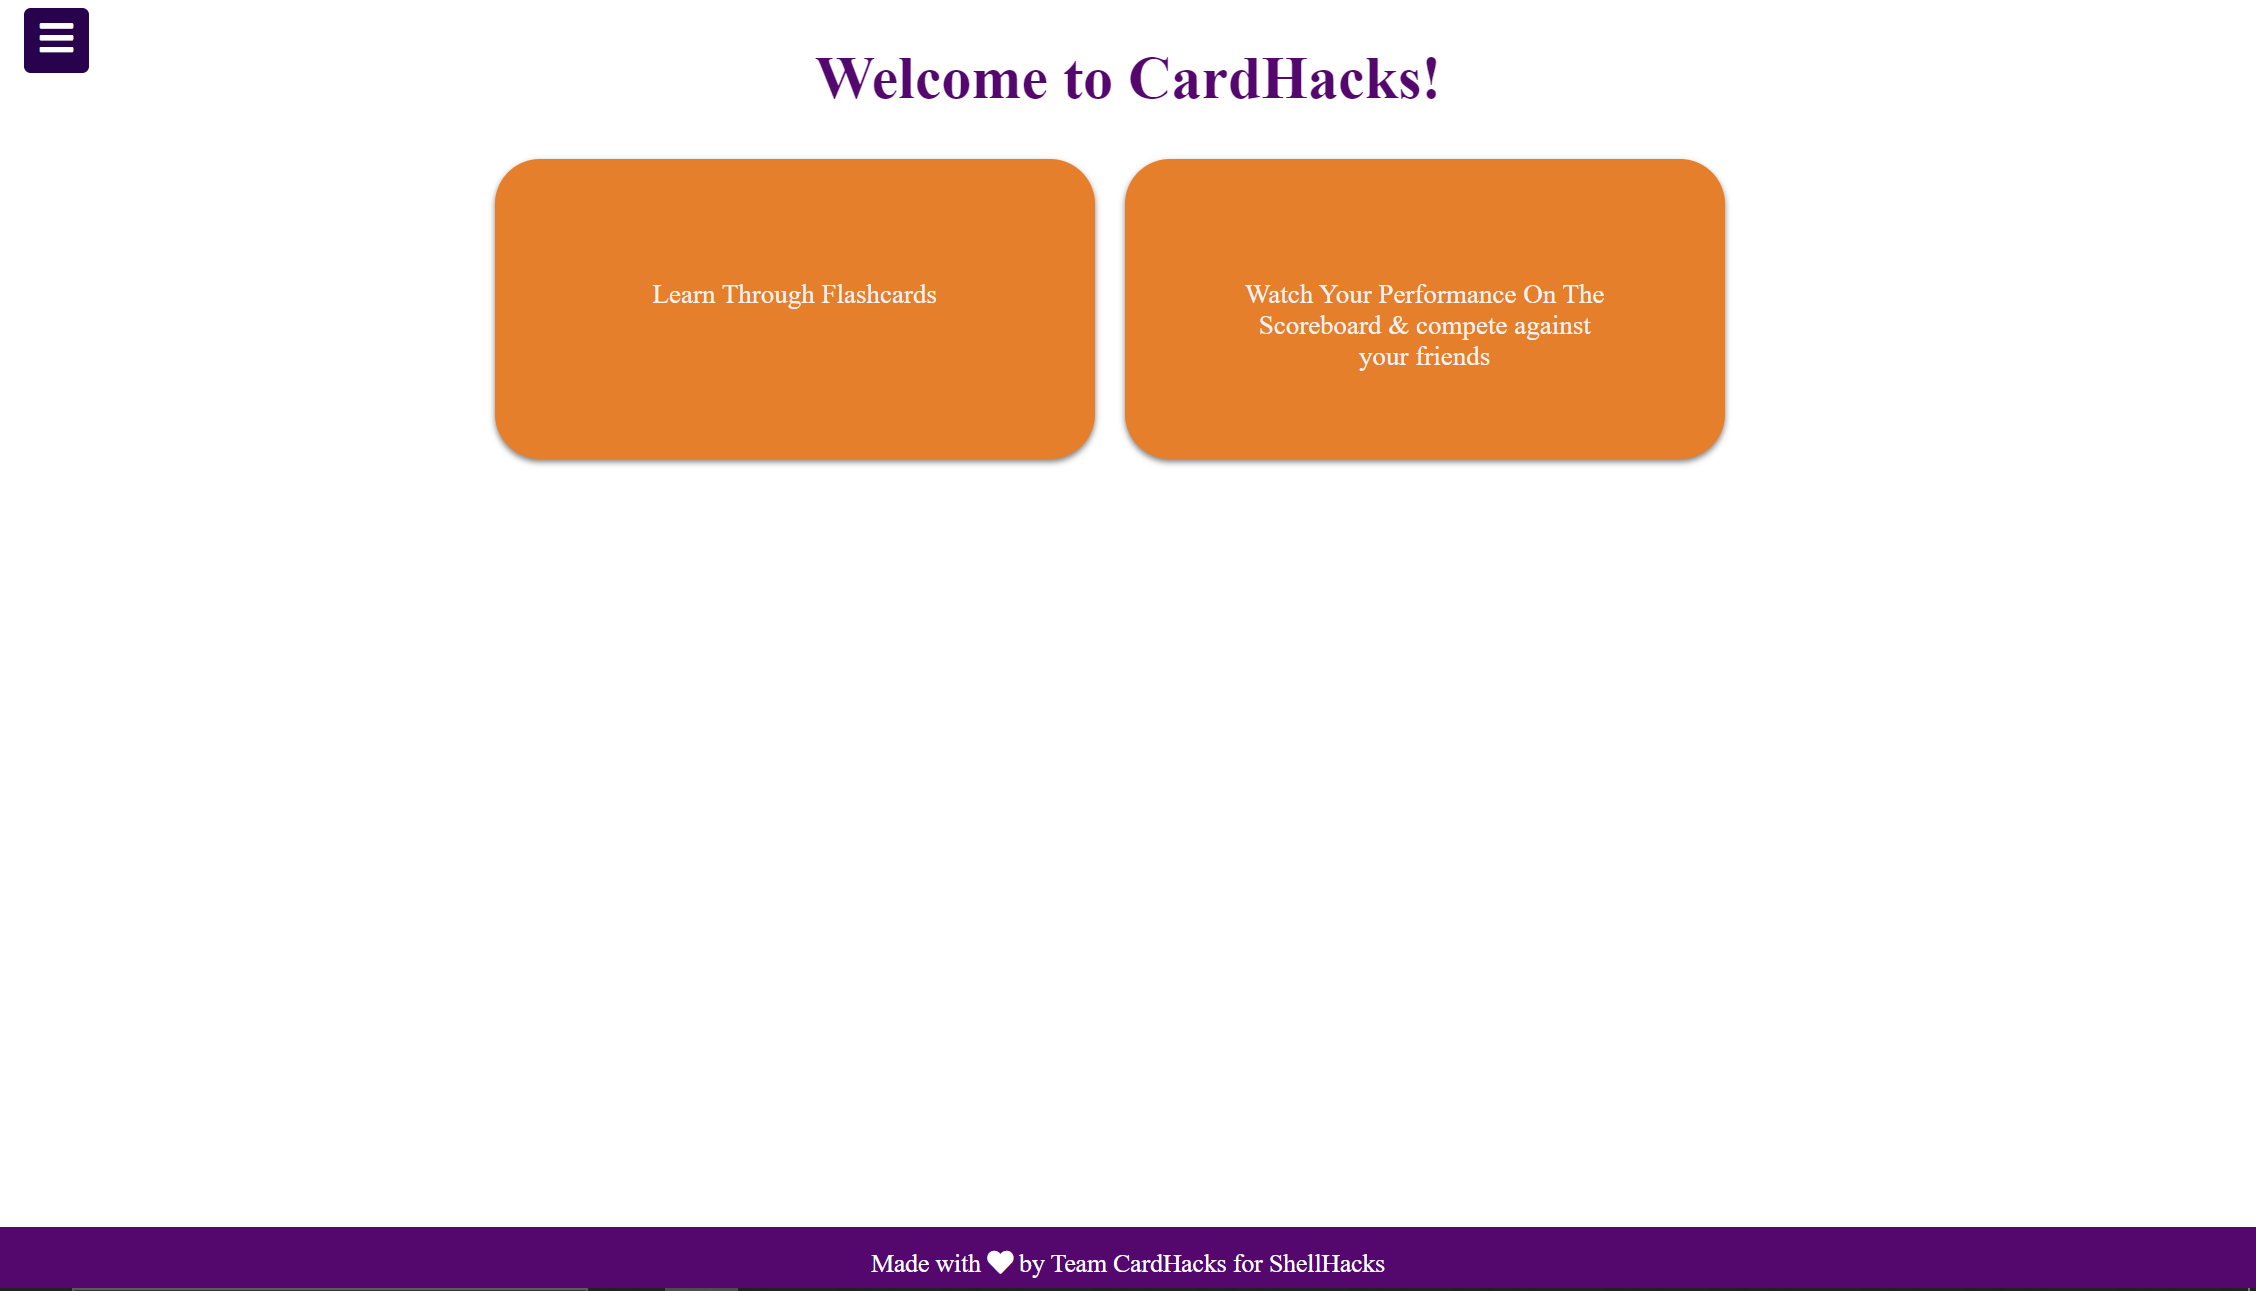 Welcome to CardHacks!
Learn Through Flashcards
Watch Your Performance On The
Scoreboard & compete against
your friends
Made with ♥ by Team CardHacks for ShellHacks